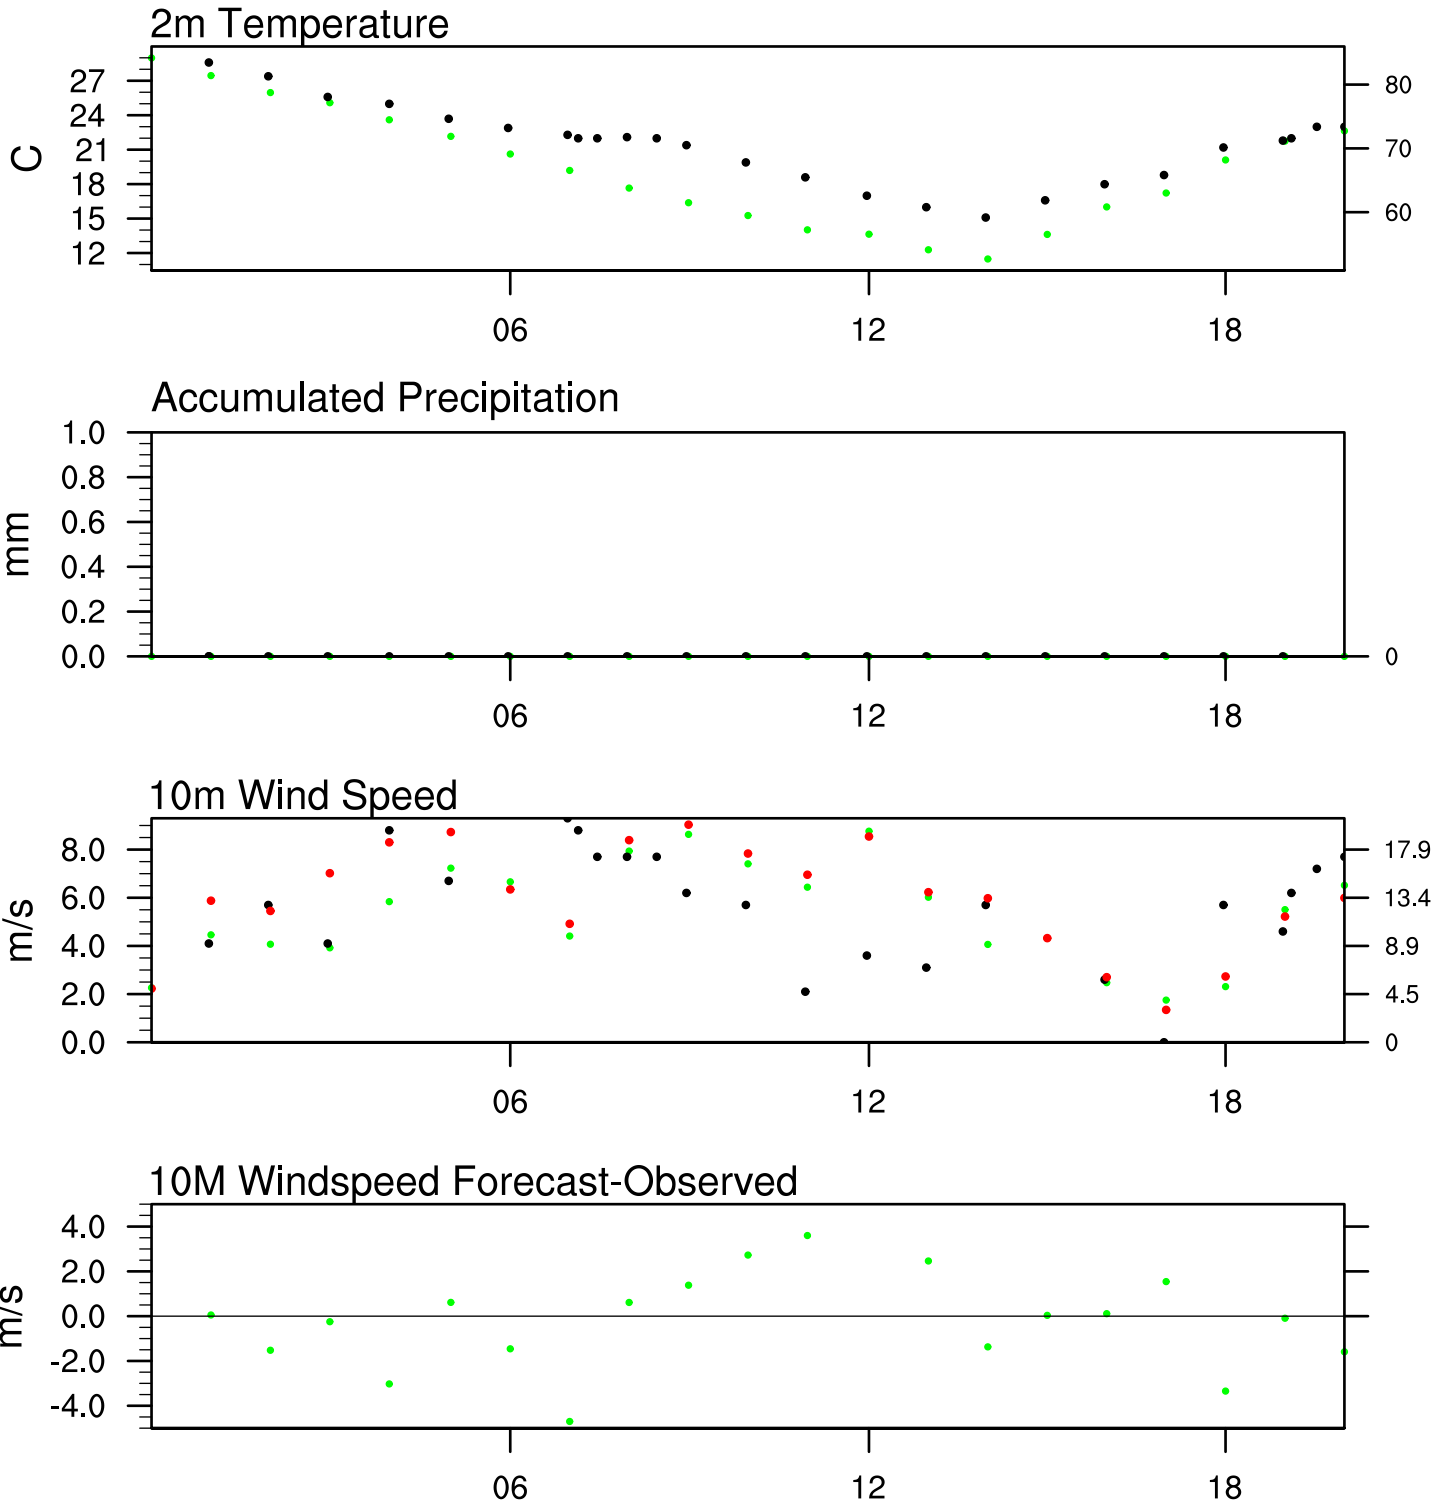 2m Temperature
27
24
21
18
15
12
C
80
70
60
06 12 18
Accumulated Precipitation
1.0
0.8
0.6
0.4
0.2
0.0
mm
0
06 12 18
10m Wind Speed
8.0
6.0
4.0
2.0
0.0
m/s
17.9
13.4
8.9
4.5
0
06 12 18
10M Windspeed Forecast-Observed
4.0
2.0
0.0
-2.0
-4.0
m/s
06 12 18